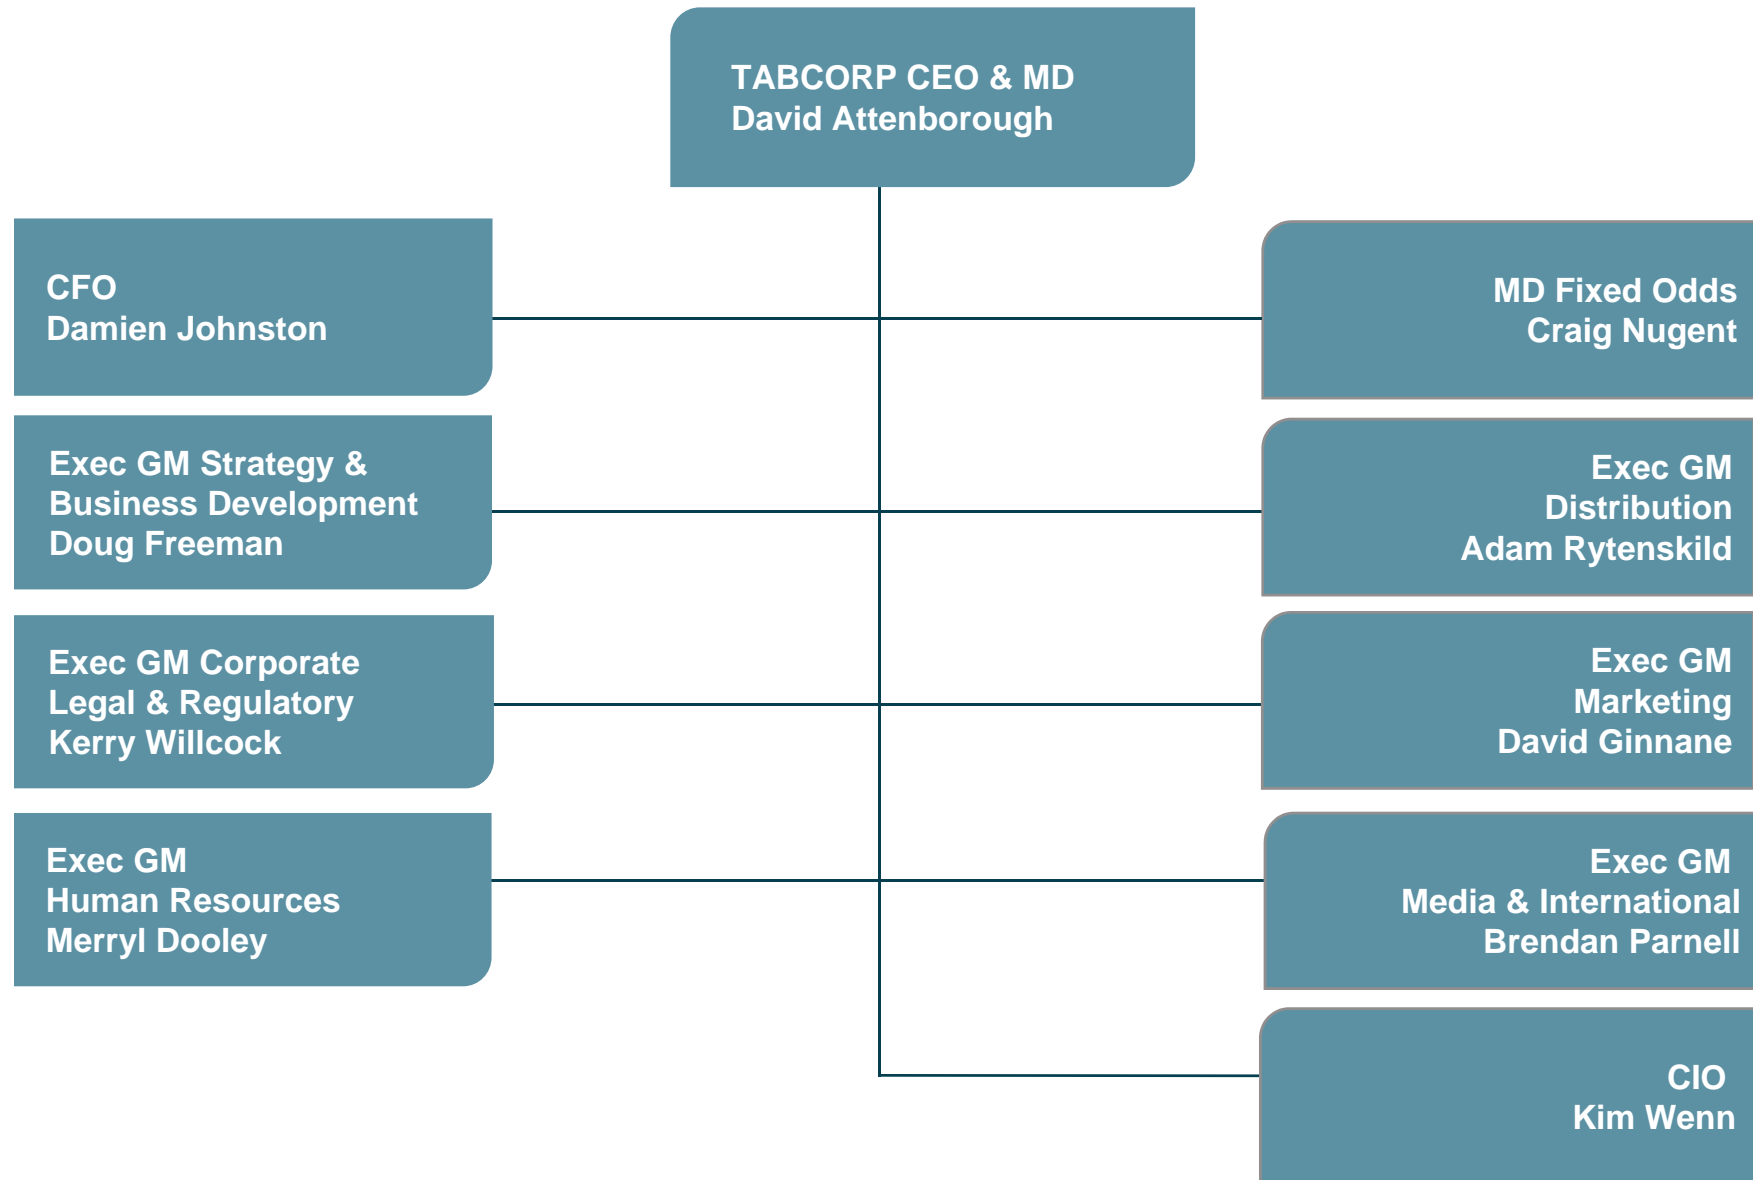 TABCORP CEO & MD
David Attenborough
CFO
Damien Johnston
Exec GM Strategy &
Business Development
Doug Freeman
Exec GM Corporate
Legal & Regulatory
Kerry Willcock
Exec GM
Human Resources
Merryl Dooley
MD Fixed Odds
Craig Nugent
Exec GM
Distribution
Adam Rytenskild
Exec GM
Marketing
David Ginnane
Exec GM
Media & International
Brendan Parnell
CIO
Kim Wenn